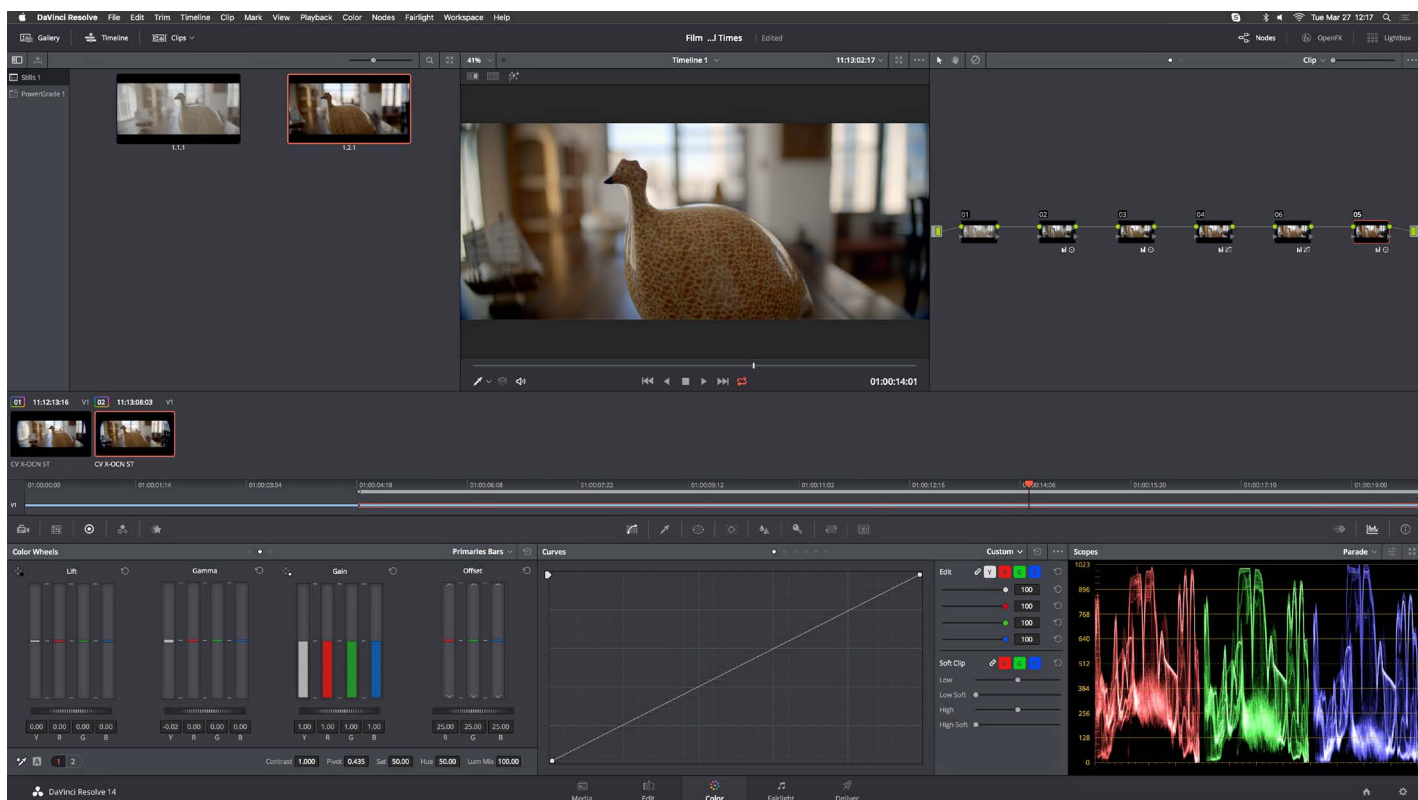 DaVinci Resolve File Edit Trim Timeline Clip Mark View Playback Color Nodes Fairlight Workspace Help
Tue Mar 27 12:17
Gallery Timeline Clips
Film ...l Times Edited
Nodes OpenFX Lightbox
41% Timeline 1 11:13:02:17 Clip
Stills 1
PowerGrade 1
1.1.1 1.2.1
01 02 03 04 06 05
01:00:14:01
01 11:12:13:16 V1 02 11:13:08:03 V1
CV X-OCN ST CV X-OCN ST
01:00:00:00 01:00:01:14 01:00:03:04 01:00:04:18 01:00:06:08 01:00:07:22 01:00:09:12 01:00:11:02 01:00:12:16 01:00:14:06 01:00:15:20 01:00:17:10 01:00:19:00
V1
Color Wheels Primaries Bars Curves Custom Scopes Parade
Lift Gamma Gain Offset
Edit Y R G B
100
100
100
100
Soft Clip R G B
Low
Low Soft
High
High Soft
1023
896
768
640
512
384
256
128
0
0.00 0.00 0.00 0.00 -0.02 0.00 0.00 0.00 1.00 1.00 1.00 1.00 25.00 25.00 25.00
Y R G B Y R G B Y R G B R G B
A 1 2 Contrast 1.000 Pivot 0.435 Sat 50.00 Hue 50.00 Lum Mix 100.00
DaVinci Resolve 14
Media Edit Color Fairlight Deliver